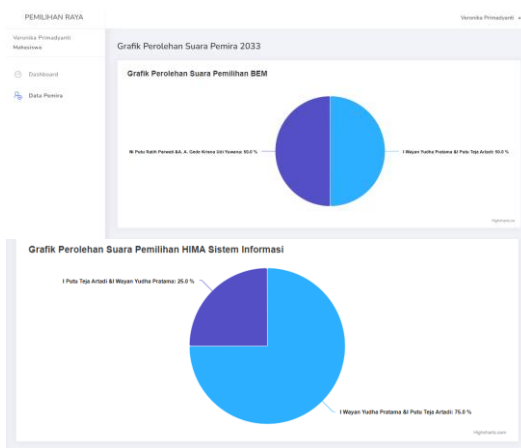 PEMILIHAN RAYA
Veronika Primadyanti
Veronika Primadyanti
Mahasiswa
Dashboard
Data Pemira
Grafik Perolehan Suara Pemira 2033
Grafik Perolehan Suara Pemilihan BEM
Ni Putu Ratih Parwati &A. A. Gede Kirana Udi Yuwana: 50.0 %
I Wayan Yudha Pratama &I Putu Teja Artadi: 50.0 %
Highcharts.com
Grafik Perolehan Suara Pemilihan HIMA Sistem Informasi
I Putu Teja Artadi &I Wayan Yudha Pratama: 25.0 %
I Wayan Yudha Pratama &I Putu Teja Artadi: 75.0 %
Highcharts.com